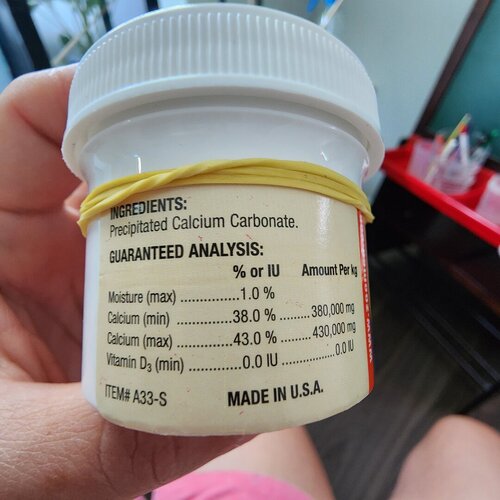 INGREDIENTS:
Precipitated Calcium Carbonate.
GUARANTEED ANALYSIS:
% or IU Amount Per kg
Moisture (max) ..............1.0 %
Calcium (min) ..............38.0 % ......... 380,000 mg
Calcium (max) ..............43.0 % ......... 430,000 mg
Vitamin D3 (min) ..............0.0 IU ..............0.0 IU
ITEM# A33-S MADE IN U.S.A.